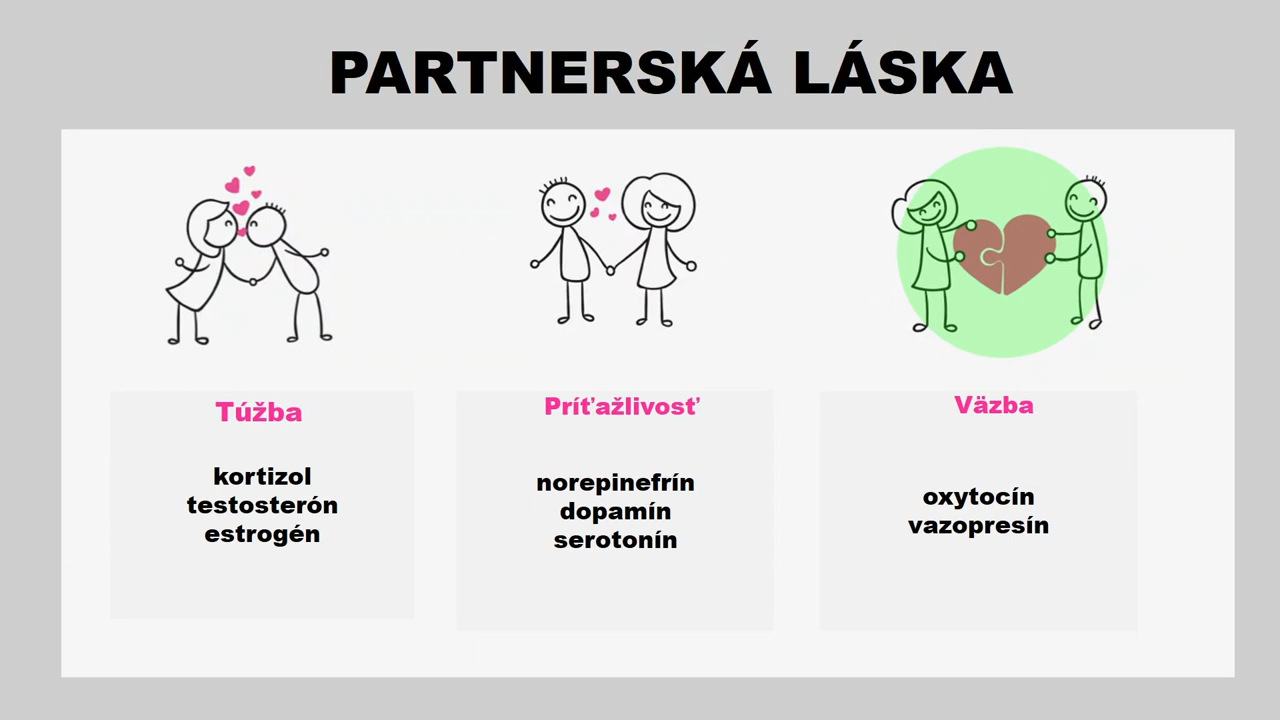 PARTNERSKÁ LÁSKA
Túžba
kortizol
testosterón
estrogén
Príťažlivosť
norepinefrín
dopamín
serotonín
Väzba
oxytocín
vazopresín